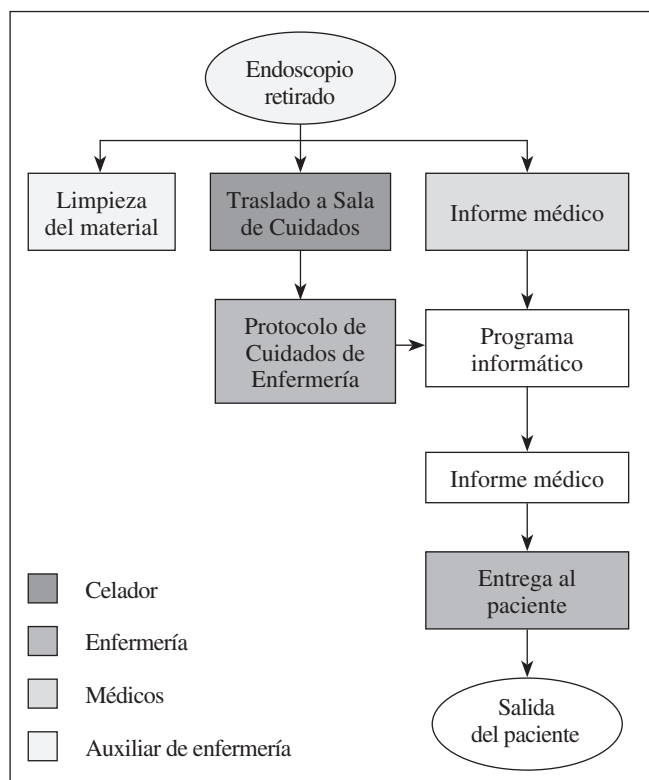 Endoscopio
retirado
Limpieza
del material
Traslado a Sala
de Cuidados
Informe médico
Protocolo de
Cuidados de
Enfermería
Programa
informático
Informe médico
Entrega al
paciente
Salida
del paciente
Celador
Enfermería
Médicos
Auxiliar de enfermería